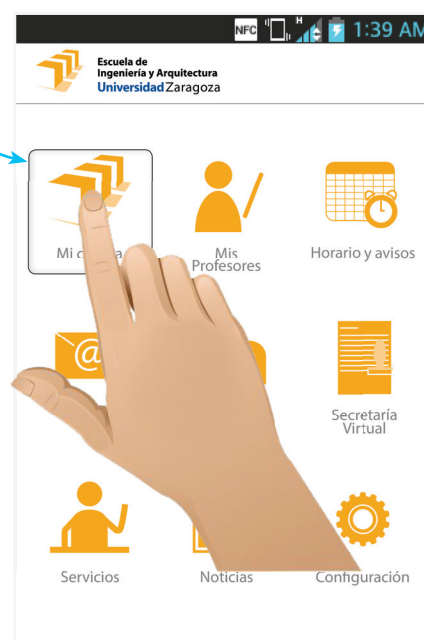 NFC H 1:39 AM
Escuela de
Ingeniería y Arquitectura
Universidad Zaragoza
Mi
Mis
Profesores
Horario y avisos
@
Secretaría
Virtual
Servicios
Noticias
Configuración